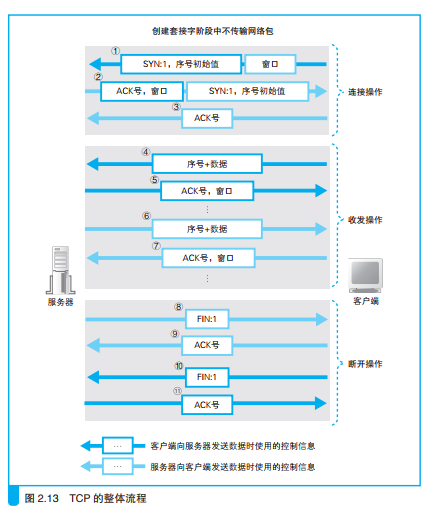 创建套接字阶段中不传输网络包
① SYN:1，序号初始值 窗口
② ACK号，窗口 SYN:1，序号初始值
③ ACK号
连接操作
④ 序号+数据
⑤ ACK号，窗口
⋮
⑥ 序号+数据
⑦ ACK号，窗口
⋮
收发操作
服务器
客户端
⑧ FIN:1
⑨ ACK号
⑩ FIN:1
⑪ ACK号
断开操作
… 客户端向服务器发送数据时使用的控制信息
… 服务器向客户端发送数据时使用的控制信息
图 2.13 TCP 的整体流程